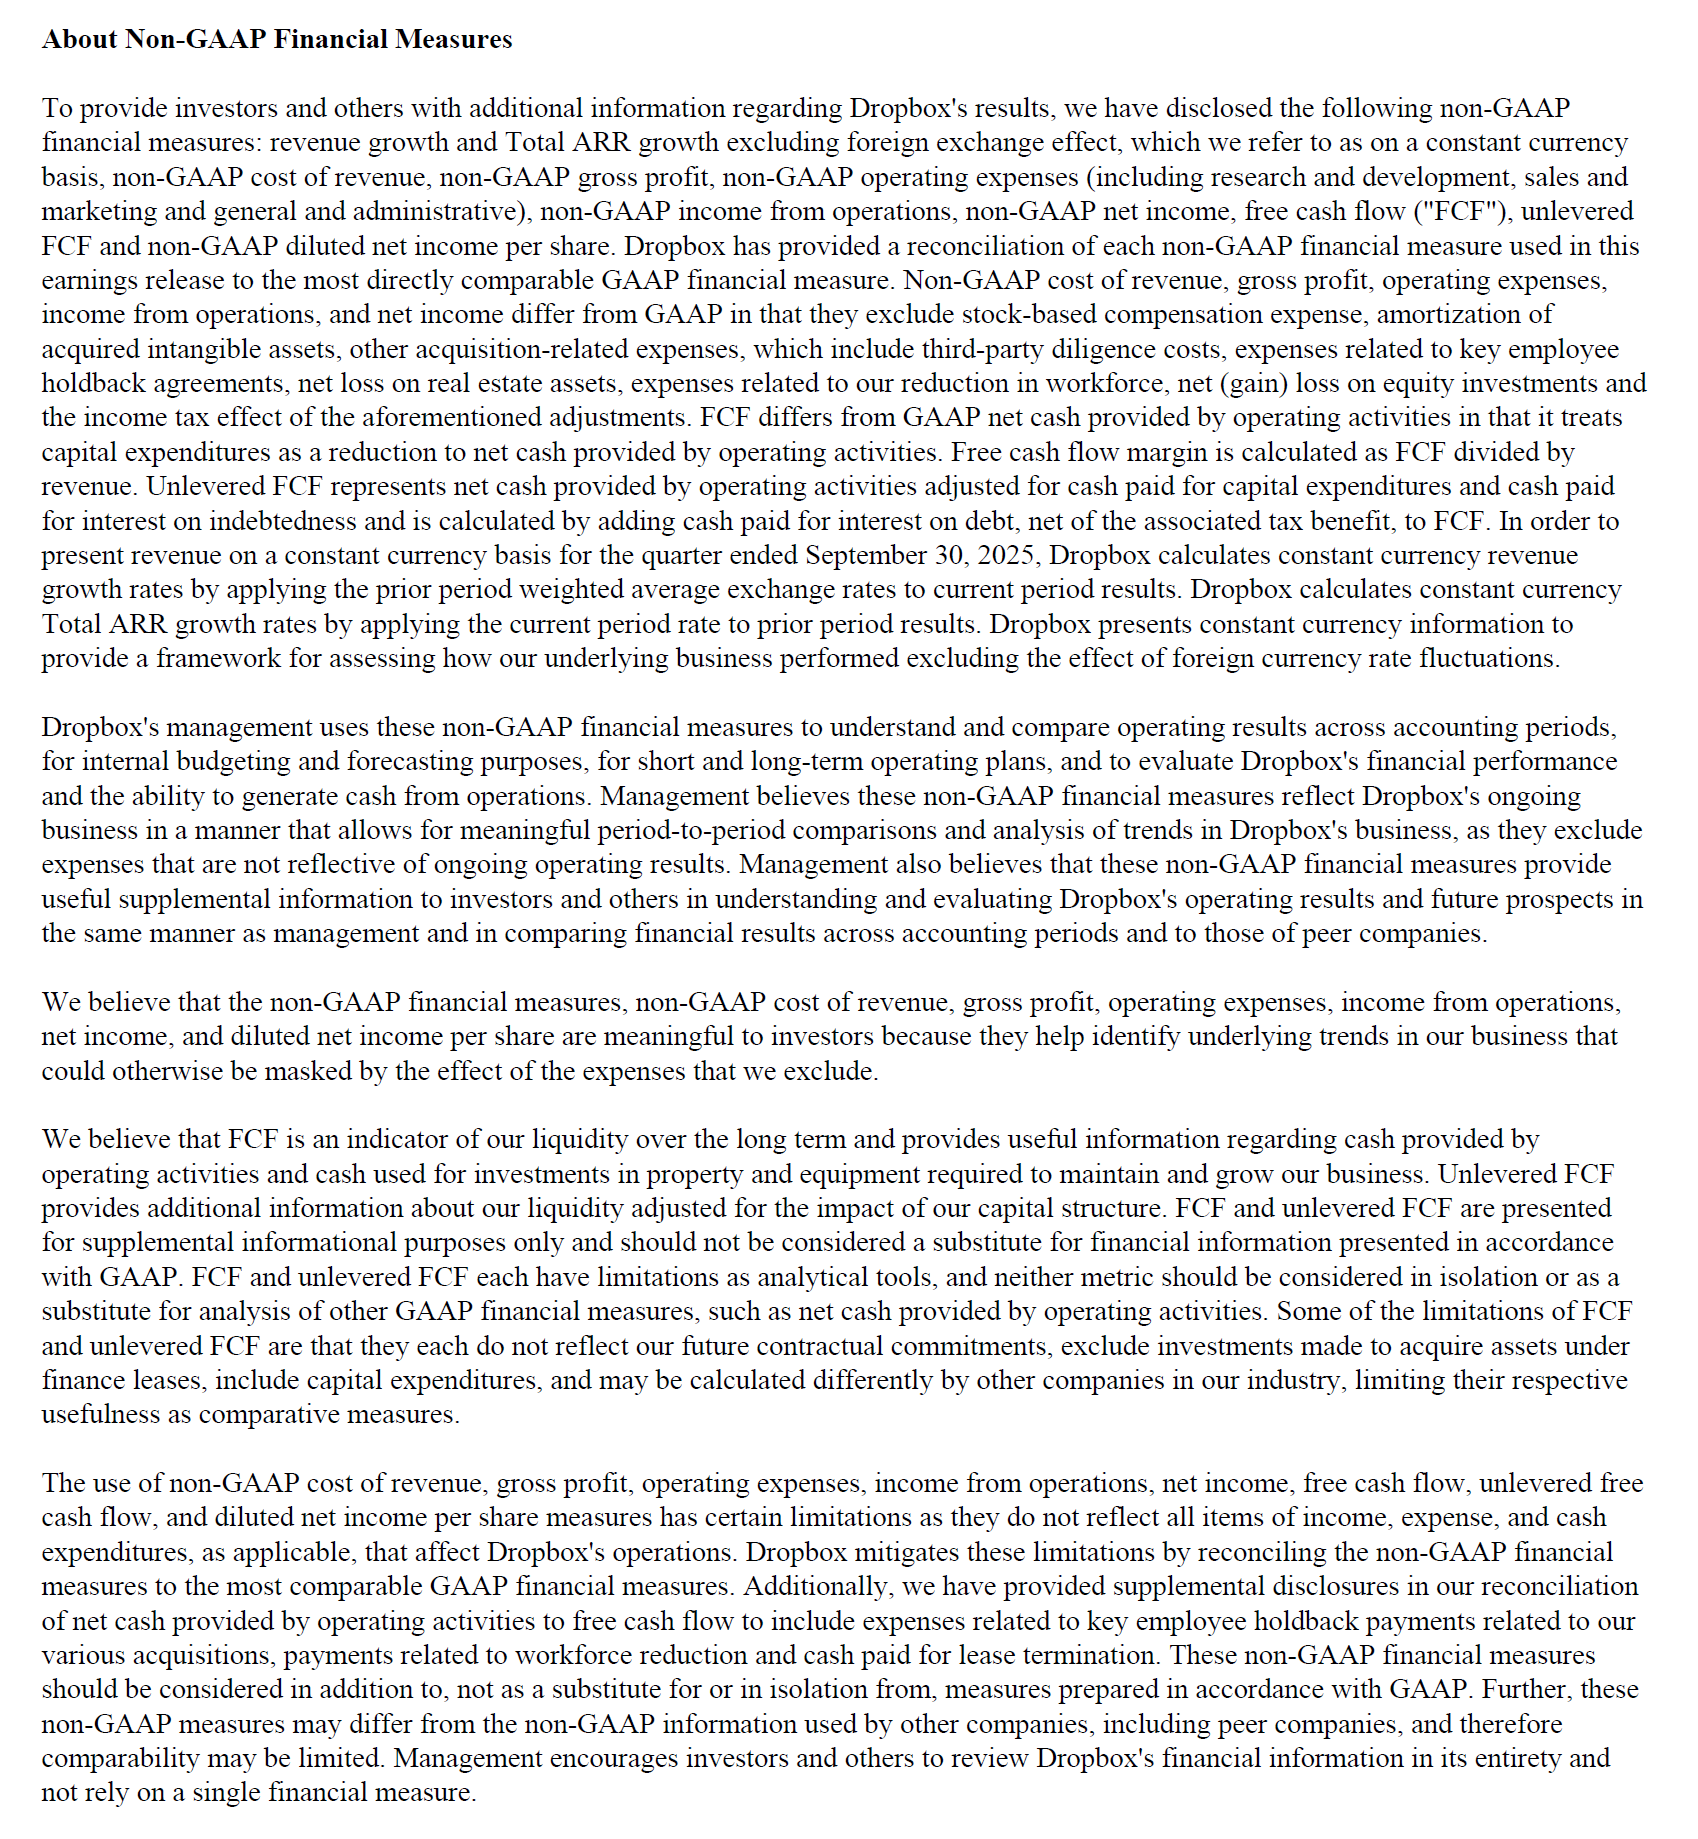 About Non-GAAP Financial Measures
To provide investors and others with additional information regarding Dropbox's results, we have disclosed the following non-GAAP
financial measures: revenue growth and Total ARR growth excluding foreign exchange effect, which we refer to as on a constant currency
basis, non-GAAP cost of revenue, non-GAAP gross profit, non-GAAP operating expenses (including research and development, sales and
marketing and general and administrative), non-GAAP income from operations, non-GAAP net income, free cash flow ("FCF"), unlevered
FCF and non-GAAP diluted net income per share. Dropbox has provided a reconciliation of each non-GAAP financial measure used in this
earnings release to the most directly comparable GAAP financial measure. Non-GAAP cost of revenue, gross profit, operating expenses,
income from operations, and net income differ from GAAP in that they exclude stock-based compensation expense, amortization of
acquired intangible assets, other acquisition-related expenses, which include third-party diligence costs, expenses related to key employee
holdback agreements, net loss on real estate assets, expenses related to our reduction in workforce, net (gain) loss on equity investments and
the income tax effect of the aforementioned adjustments. FCF differs from GAAP net cash provided by operating activities in that it treats
capital expenditures as a reduction to net cash provided by operating activities. Free cash flow margin is calculated as FCF divided by
revenue. Unlevered FCF represents net cash provided by operating activities adjusted for cash paid for capital expenditures and cash paid
for interest on indebtedness and is calculated by adding cash paid for interest on debt, net of the associated tax benefit, to FCF. In order to
present revenue on a constant currency basis for the quarter ended September 30, 2025, Dropbox calculates constant currency revenue
growth rates by applying the prior period weighted average exchange rates to current period results. Dropbox calculates constant currency
Total ARR growth rates by applying the current period rate to prior period results. Dropbox presents constant currency information to
provide a framework for assessing how our underlying business performed excluding the effect of foreign currency rate fluctuations.
Dropbox's management uses these non-GAAP financial measures to understand and compare operating results across accounting periods,
for internal budgeting and forecasting purposes, for short and long-term operating plans, and to evaluate Dropbox's financial performance
and the ability to generate cash from operations. Management believes these non-GAAP financial measures reflect Dropbox's ongoing
business in a manner that allows for meaningful period-to-period comparisons and analysis of trends in Dropbox's business, as they exclude
expenses that are not reflective of ongoing operating results. Management also believes that these non-GAAP financial measures provide
useful supplemental information to investors and others in understanding and evaluating Dropbox's operating results and future prospects in
the same manner as management and in comparing financial results across accounting periods and to those of peer companies.
We believe that the non-GAAP financial measures, non-GAAP cost of revenue, gross profit, operating expenses, income from operations,
net income, and diluted net income per share are meaningful to investors because they help identify underlying trends in our business that
could otherwise be masked by the effect of the expenses that we exclude.
We believe that FCF is an indicator of our liquidity over the long term and provides useful information regarding cash provided by
operating activities and cash used for investments in property and equipment required to maintain and grow our business. Unlevered FCF
provides additional information about our liquidity adjusted for the impact of our capital structure. FCF and unlevered FCF are presented
for supplemental informational purposes only and should not be considered a substitute for financial information presented in accordance
with GAAP. FCF and unlevered FCF each have limitations as analytical tools, and neither metric should be considered in isolation or as a
substitute for analysis of other GAAP financial measures, such as net cash provided by operating activities. Some of the limitations of FCF
and unlevered FCF are that they each do not reflect our future contractual commitments, exclude investments made to acquire assets under
finance leases, include capital expenditures, and may be calculated differently by other companies in our industry, limiting their respective
usefulness as comparative measures.
The use of non-GAAP cost of revenue, gross profit, operating expenses, income from operations, net income, free cash flow, unlevered free
cash flow, and diluted net income per share measures has certain limitations as they do not reflect all items of income, expense, and cash
expenditures, as applicable, that affect Dropbox's operations. Dropbox mitigates these limitations by reconciling the non-GAAP financial
measures to the most comparable GAAP financial measures. Additionally, we have provided supplemental disclosures in our reconciliation
of net cash provided by operating activities to free cash flow to include expenses related to key employee holdback payments related to our
various acquisitions, payments related to workforce reduction and cash paid for lease termination. These non-GAAP financial measures
should be considered in addition to, not as a substitute for or in isolation from, measures prepared in accordance with GAAP. Further, these
non-GAAP measures may differ from the non-GAAP information used by other companies, including peer companies, and therefore
comparability may be limited. Management encourages investors and others to review Dropbox's financial information in its entirety and
not rely on a single financial measure.